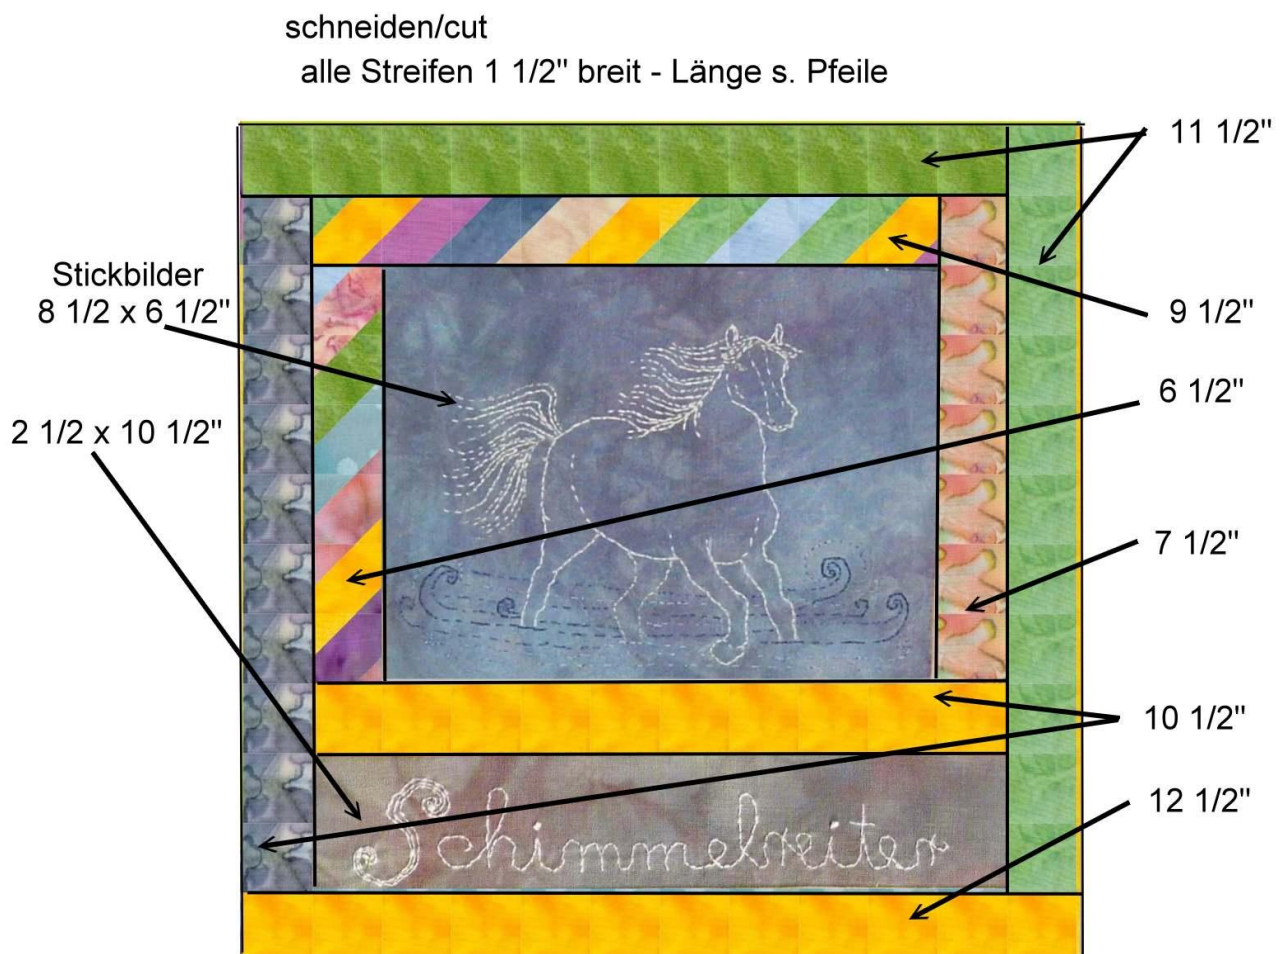 schneiden/cut
alle Streifen 1 1/2" breit - Länge s. Pfeile
11 1/2"
Stickbilder
8 1/2 x 6 1/2"
9 1/2"
6 1/2"
2 1/2 x 10 1/2"
7 1/2"
10 1/2"
12 1/2"
Schimmelreiter